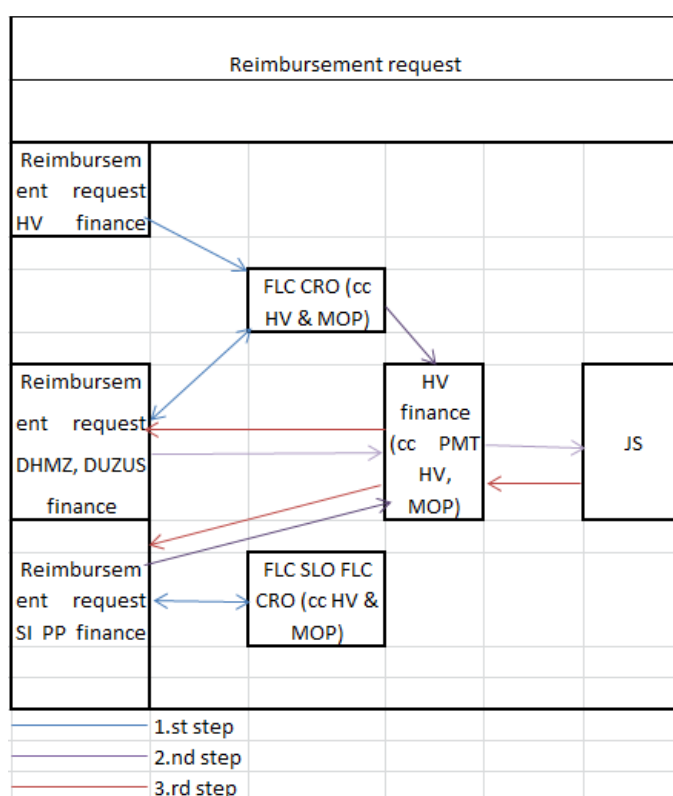 Reimbursement request
Reimbursem
ent request
HV finance
FLC CRO (cc
HV & MOP)
Reimbursem
ent request
DHMZ, DUZUS
finance
HV
finance
(cc PMT
HV,
MOP)
JS
Reimbursem
ent request
SI PP finance
FLC SLO FLC
CRO (cc HV &
MOP)
1.st step
2.nd step
3.rd step